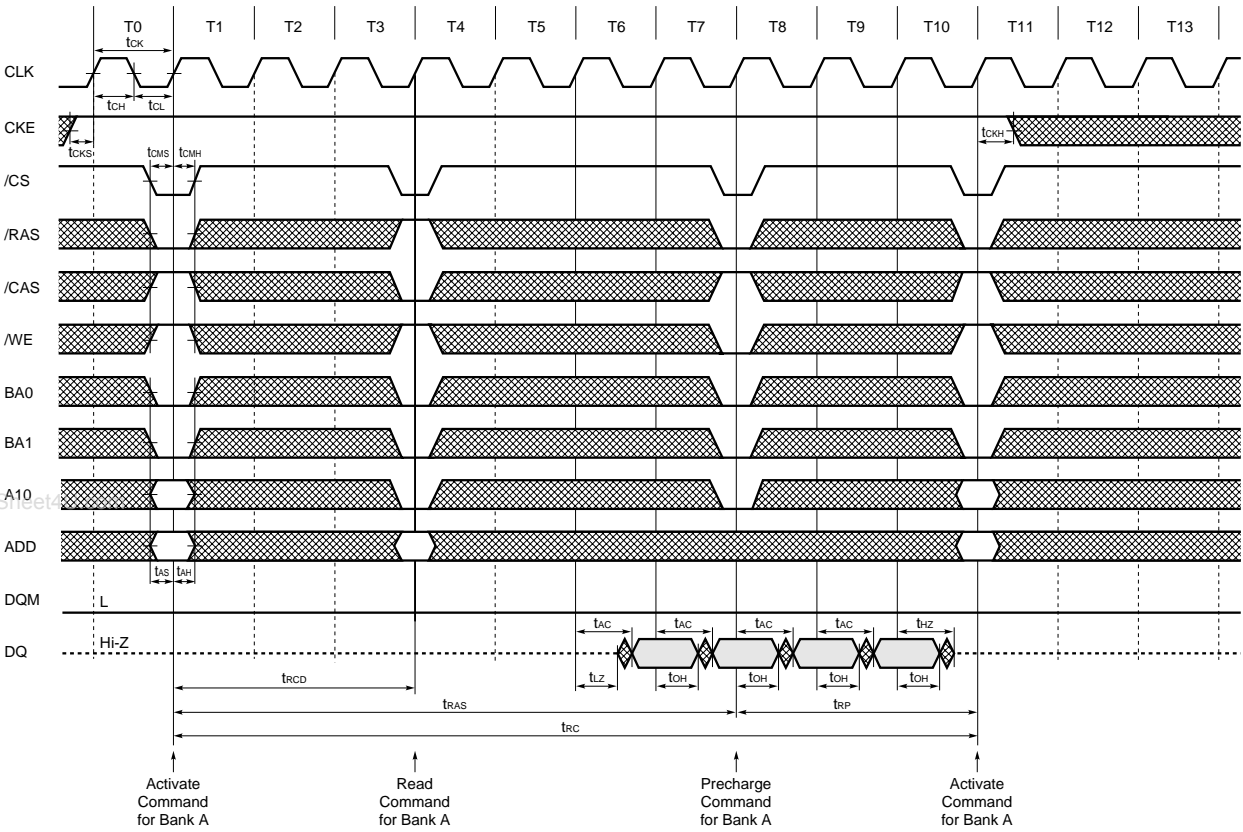 T0 T1 T2 T3 T4 T5 T6 T7 T8 T9 T10 T11 T12 T13
tCK
CLK
tCH tCL
CKE
tCKS tCMS tCMH tCKH
/CS
/RAS
/CAS
/WE
BA0
BA1
A10
ADD
tAS tAH
DQM L
tAC tAC tAC tAC tHZ
DQ Hi-Z
tLZ tOH tOH tOH tOH
tRCD
tRAS tRP
tRC
Activate
Command
for Bank A
Read
Command
for Bank A
Precharge
Command
for Bank A
Activate
Command
for Bank A